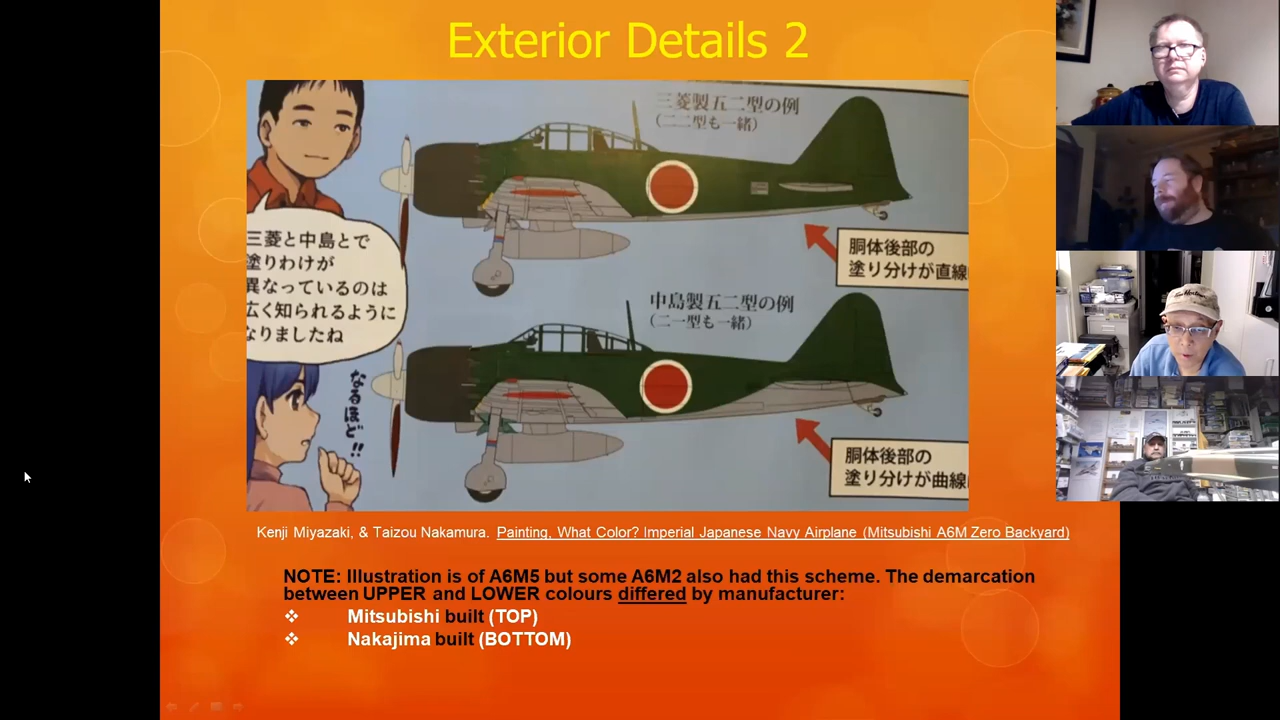 Exterior Details 2
三菱製五二型の例
(二二型も一緒)
三菱と中島とで
塗りわけが
異なっているのは
広く知られるように
なりましたね
胴体後部の
塗り分けが直線
中島製五二型の例
(二一型も一緒)
なるほど!!
胴体後部の
塗り分けが曲線
Kenji Miyazaki, & Taizou Nakamura. Painting, What Color? Imperial Japanese Navy Airplane (Mitsubishi A6M Zero Backyard)
NOTE: Illustration is of A6M5 but some A6M2 also had this scheme. The demarcation
between UPPER and LOWER colours differed by manufacturer:
❖ Mitsubishi built (TOP)
❖ Nakajima built (BOTTOM)